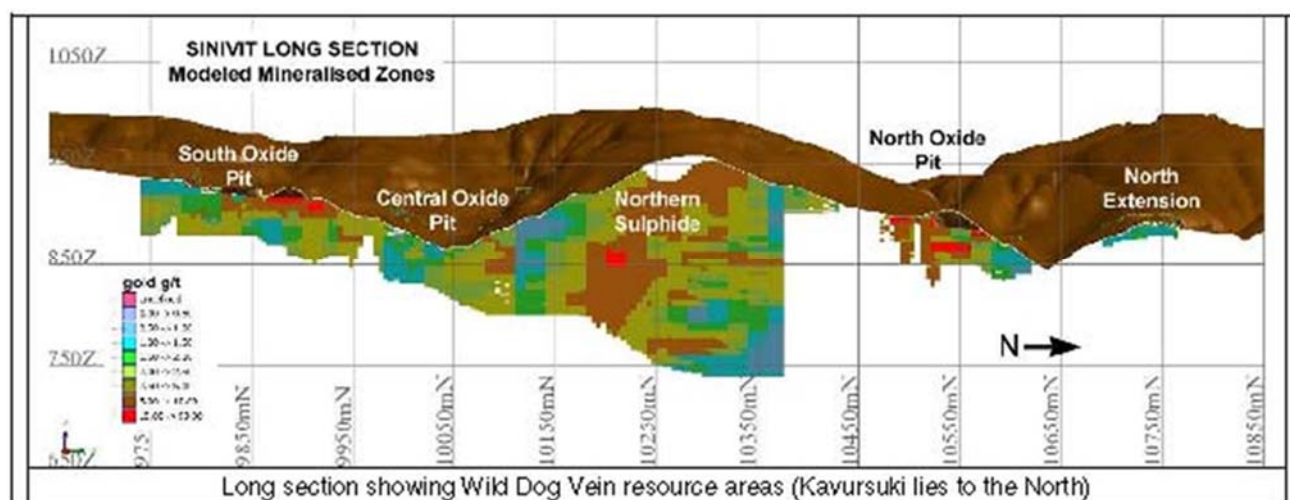 SINIVIT LONG SECTION
Modeled Mineralised Zones
1050Z
850Z
750Z
South Oxide
Pit
Central Oxide
Pit
Northern
Sulphide
North Oxide
Pit
North
Extension
gold g/t
N
9850mN
9950mN
10050mN
10150mN
10250mN
10350mN
10450mN
10550mN
10650mN
10750mN
10850mN
Long section showing Wild Dog Vein resource areas (Kavursuki lies to the North)